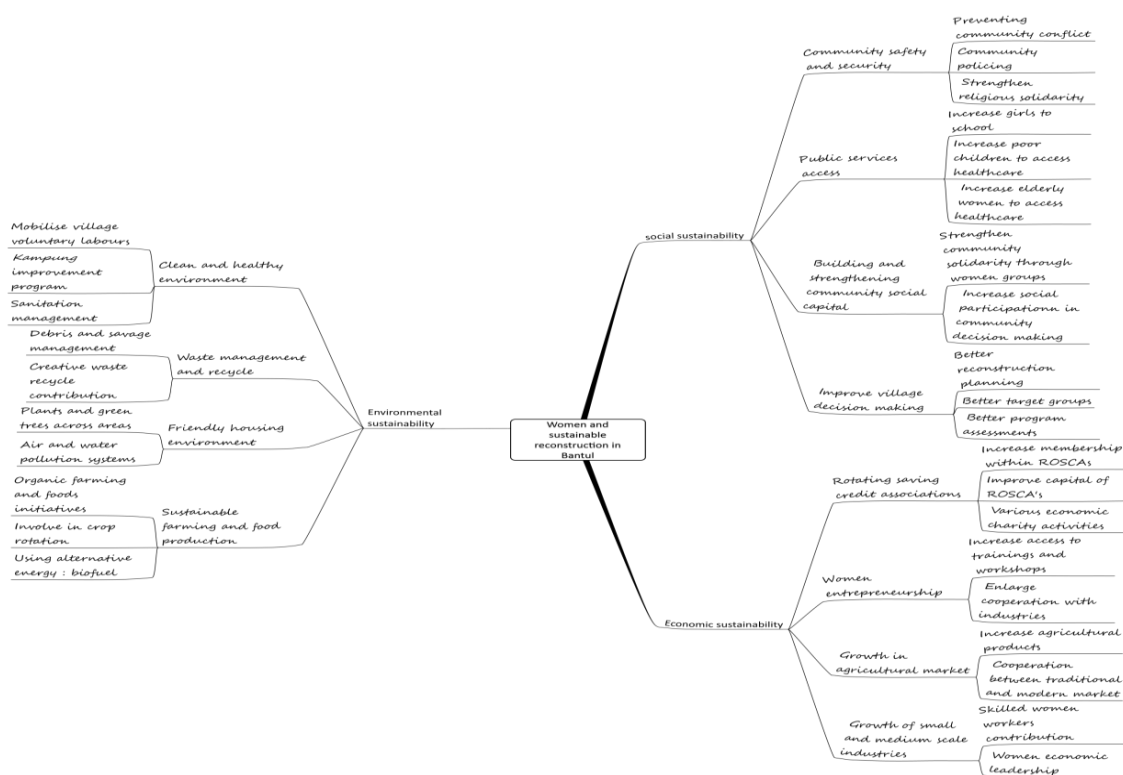 Women and
sustainable
reconstruction in
Bantul
social sustainability
Community safety
and security
Preventing
community conflict
Community
policing
Strengthen
religious solidarity
Public services
access
Increase girls to
school
Increase poor
children to access
healthcare
Increase elderly
women to access
healthcare
Building and
strengthening
community social
capital
Strengthen
community
solidarity through
women groups
Increase social
participationn in
community
decision making
Improve village
decision making
Better
reconstruction
planning
Better target groups
Better program
assessments
Economic sustainability
Rotating saving
credit associations
Increase membership
within ROSCAs
Improve capital of
ROSCA's
Various economic
charity activities
Women
entrepreneurship
Increase access to
trainings and
workshops
Enlarge
cooperation with
industries
Growth in
agricultural market
Increase agricultural
products
Cooperation
between traditional
and modern market
Growth of small
and medium scale
industries
Skilled women
workers
contribution
Women economic
leadership
Environmental
sustainability
Clean and healthy
environment
Mobilise village
voluntary labours
Kampung
improvement
program
Sanitation
management
Waste management
and recycle
Debris and savage
management
Creative waste
recycle
contribution
Friendly housing
environment
Plants and green
trees across areas
Air and water
pollution systems
Sustainable
farming and food
production
Organic farming
and foods
initiatives
Involve in crop
rotation
Using alternative
energy : biofuel